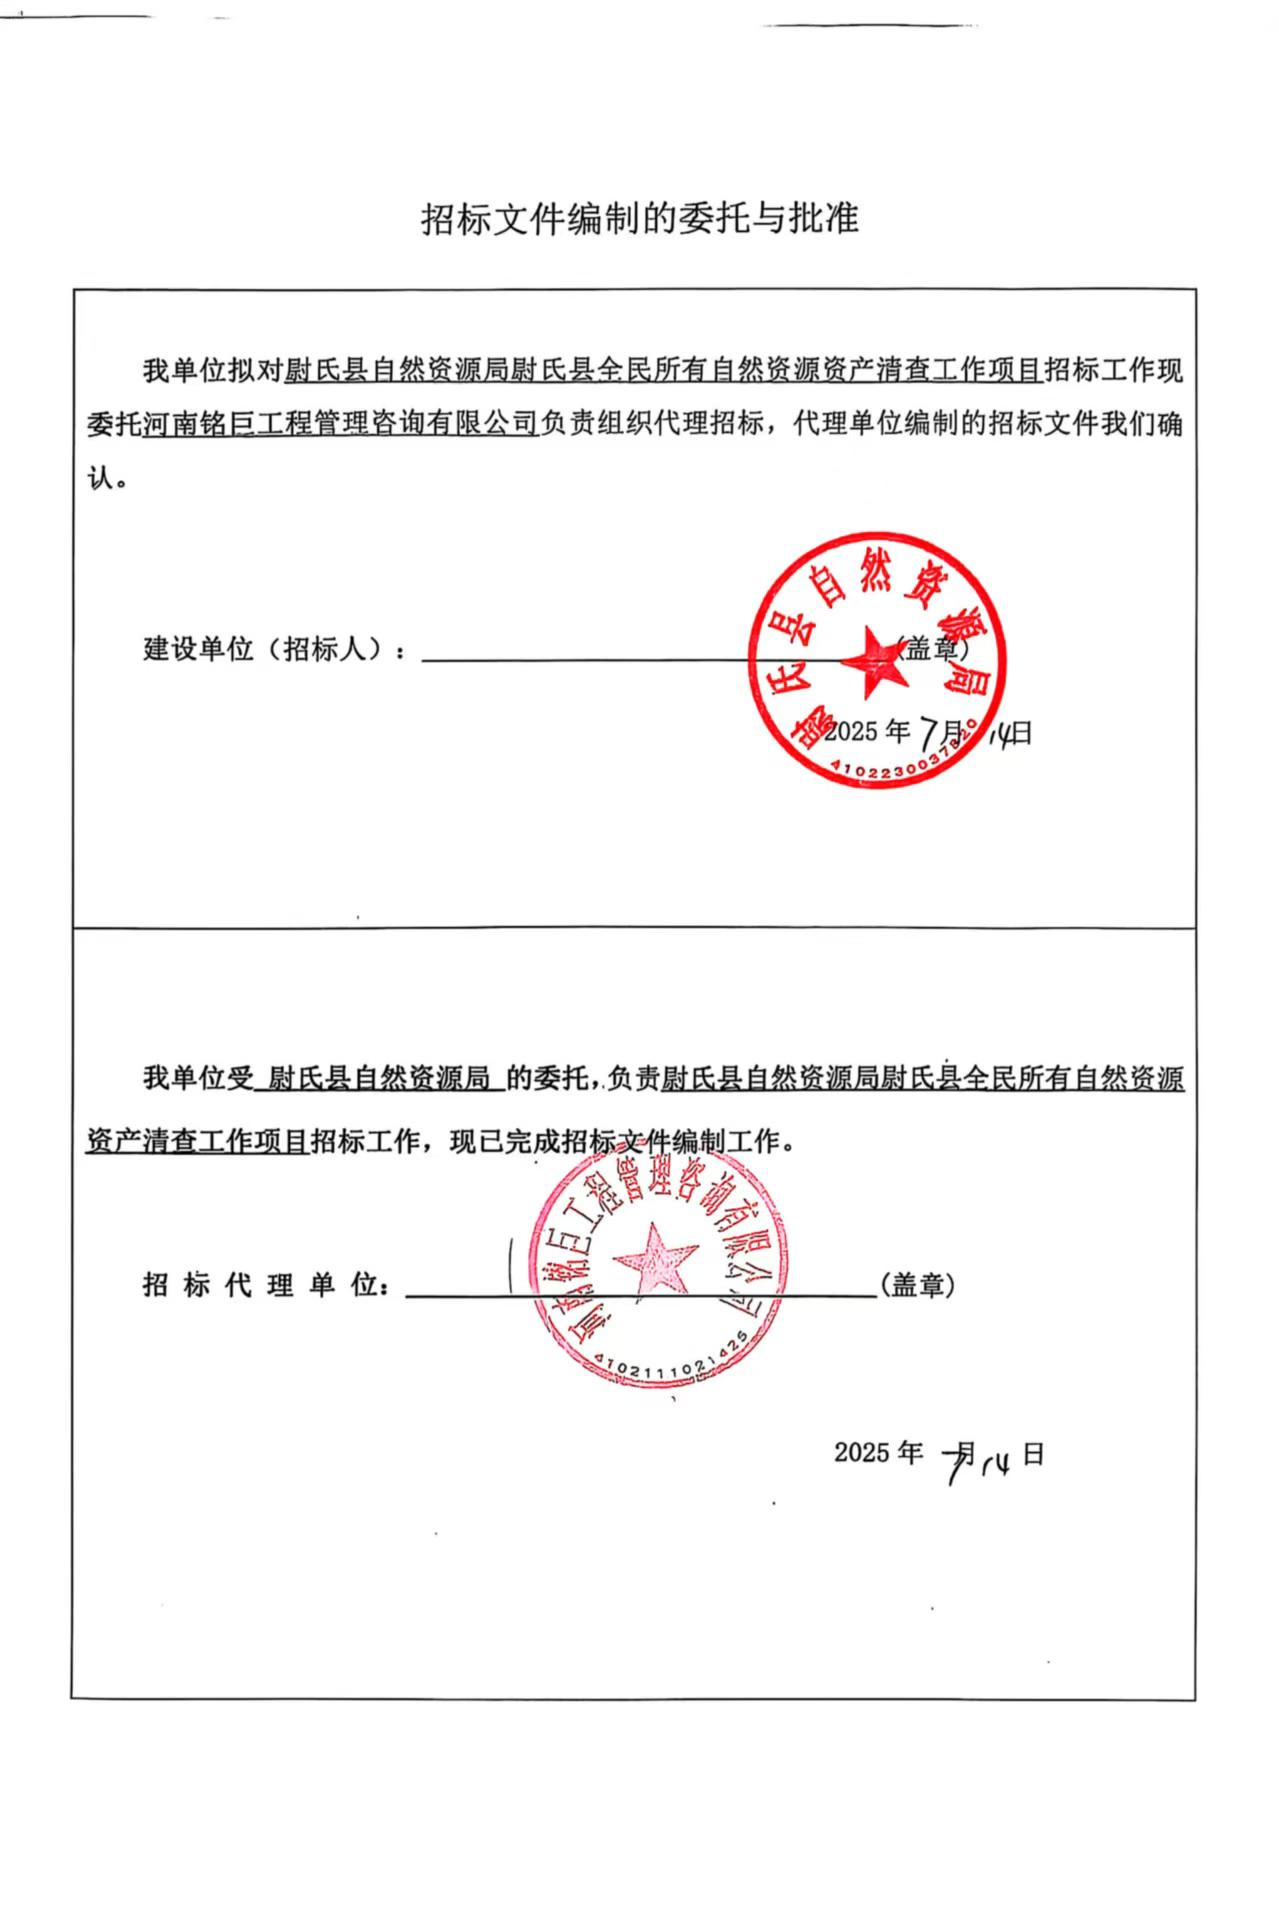 招标文件编制的委托与批准
我单位拟对尉氏县自然资源局尉氏县全民所有自然资源资产清查工作项目招标工作现
委托河南铭巨工程管理咨询有限公司负责组织代理招标，代理单位编制的招标文件我们确
认。
尉氏县自然资源局
建设单位（招标人）：(盖章)
2025年7月14日
4102230037820
我单位受 尉氏县自然资源局 的委托，负责尉氏县自然资源局尉氏县全民所有自然资源
资产清查工作项目招标工作，现已完成招标文件编制工作。
河南铭巨工程管理咨询有限公司
招标代理单位：(盖章)
4102111021425
2025年7月14日